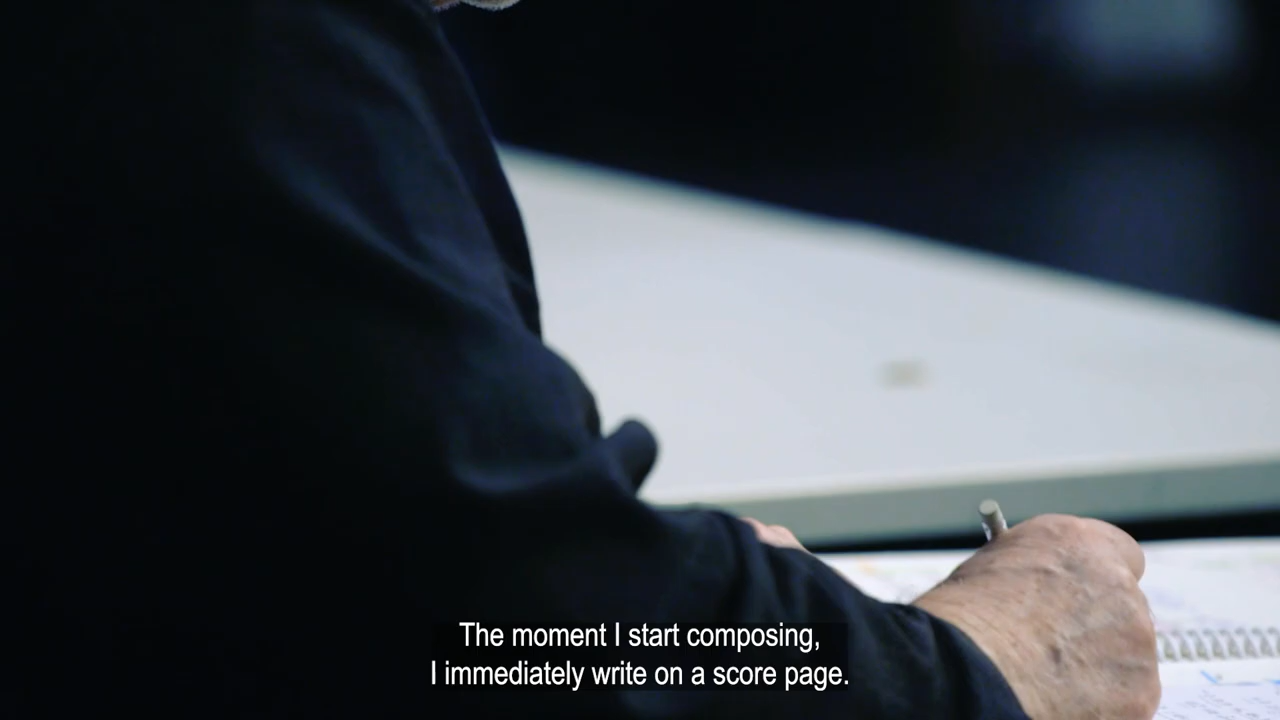 The moment I start composing,
I immediately write on a score page.